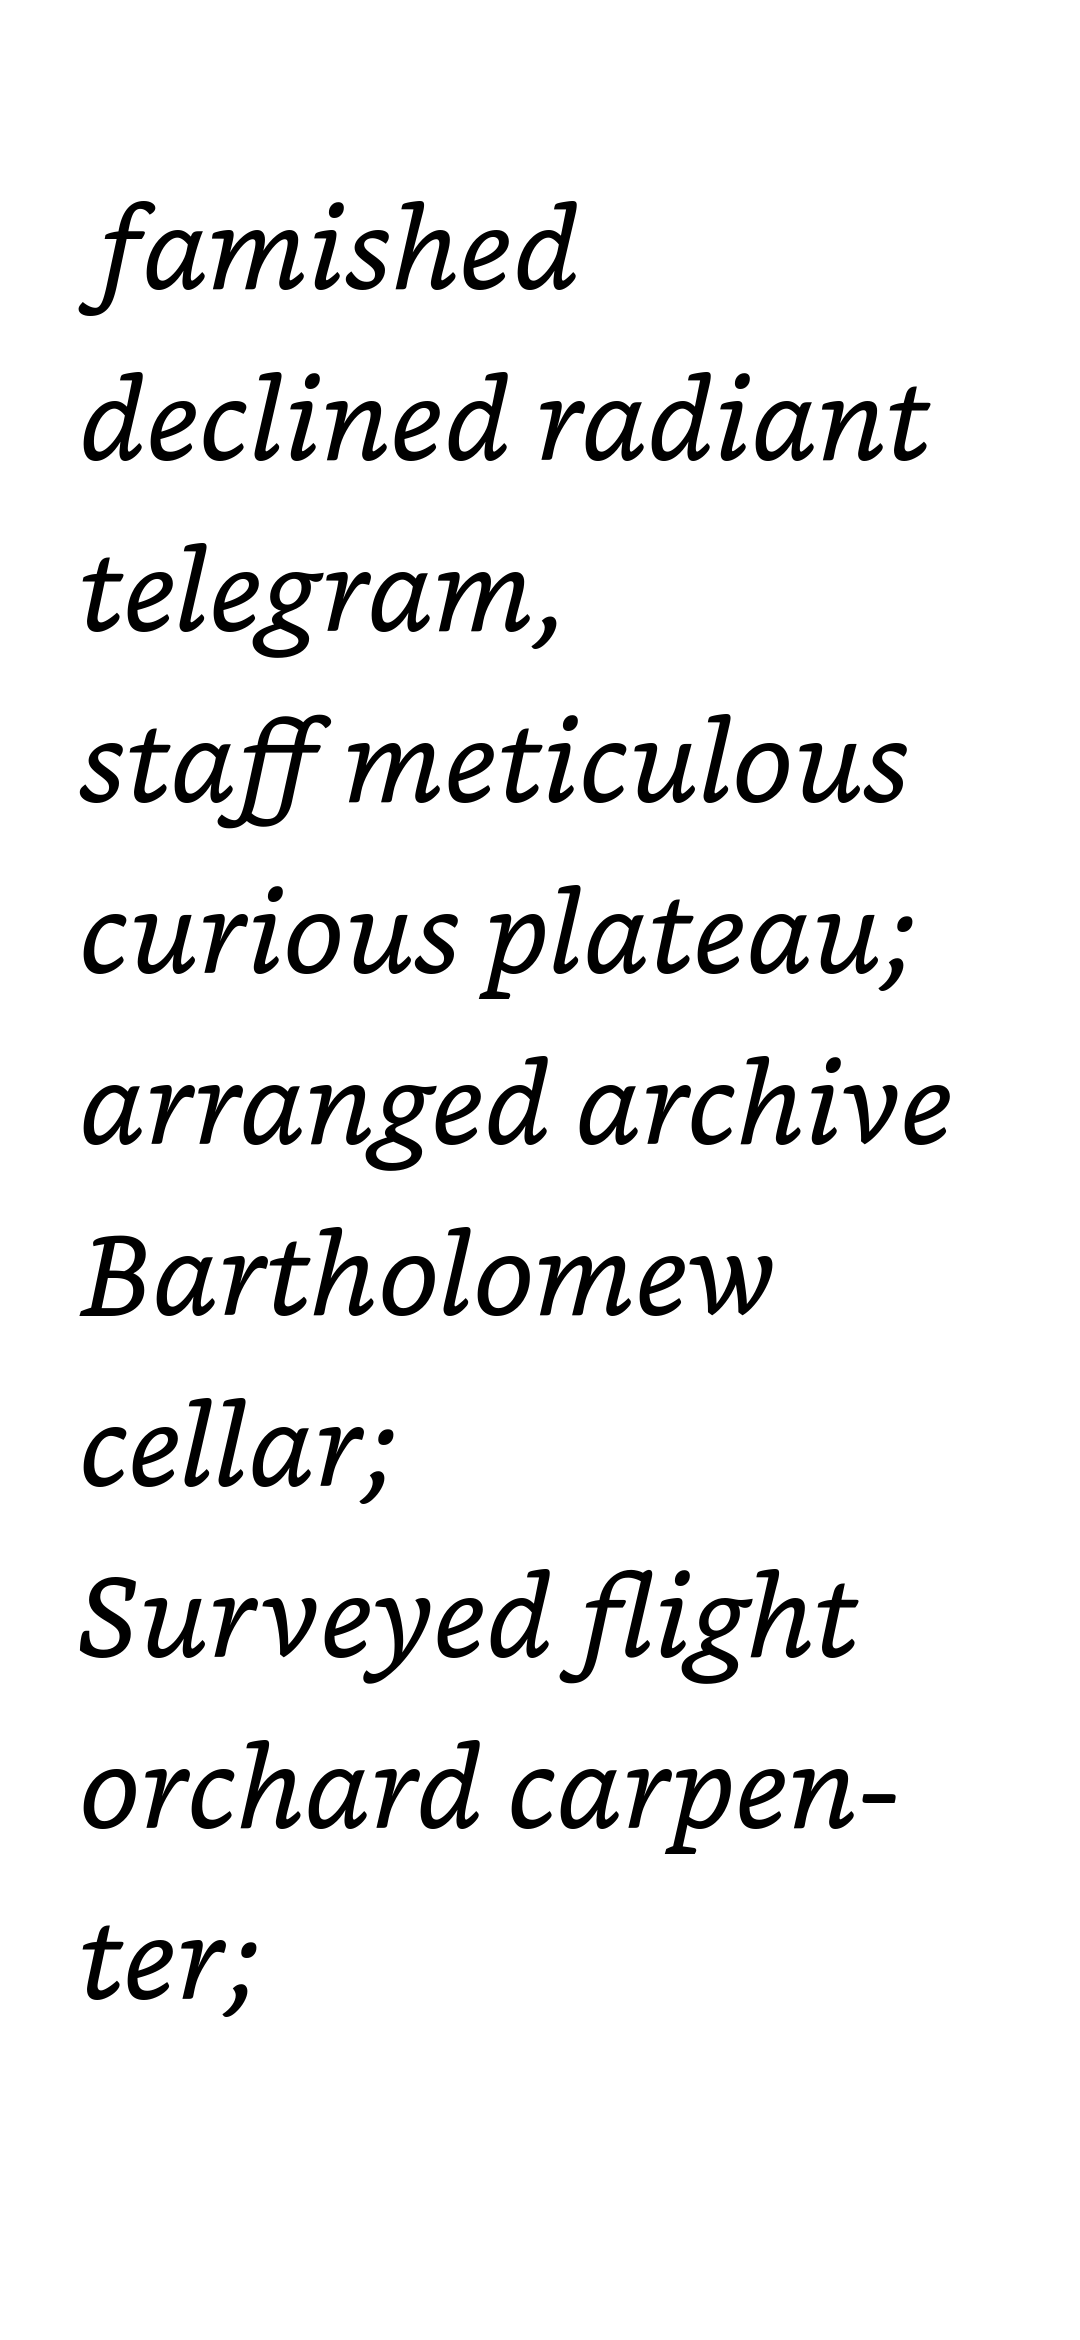 famished
declined radiant
telegram,
staff meticulous
curious plateau;
arranged archive
Bartholomew
cellar;
Surveyed flight
orchard carpen-
ter;